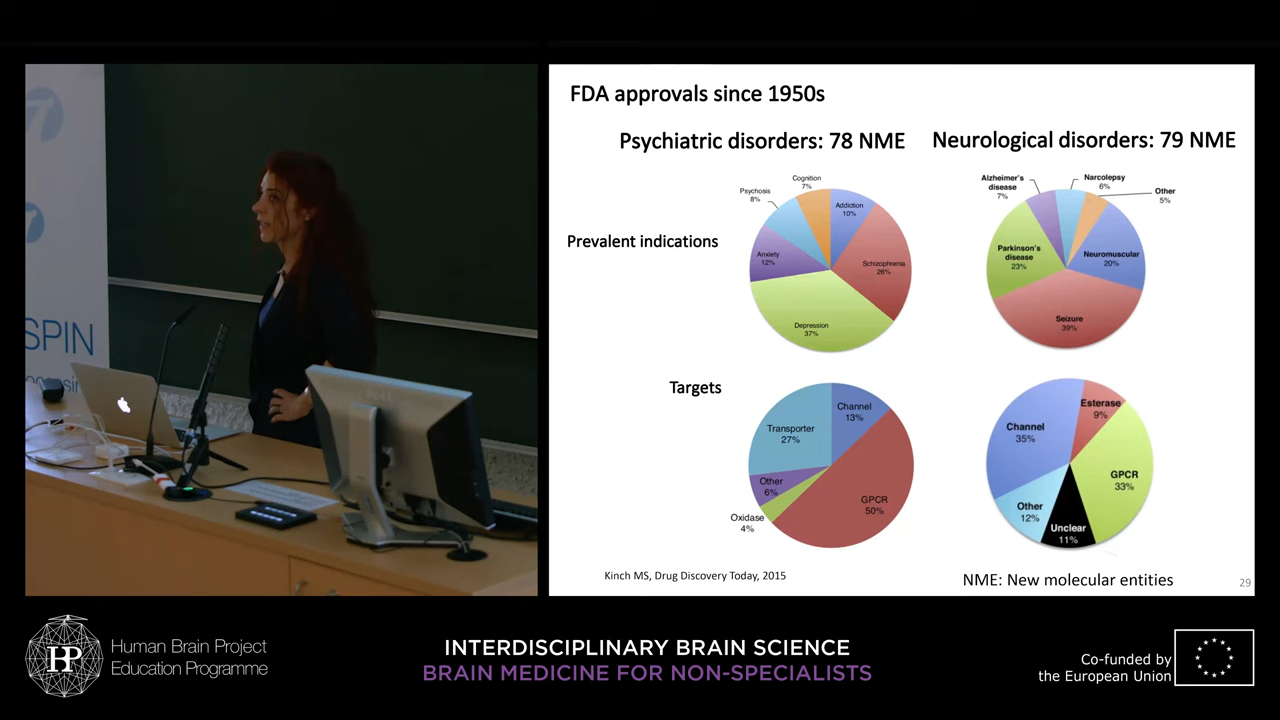 FDA approvals since 1950s
Psychiatric disorders: 78 NME
Neurological disorders: 79 NME
Prevalent indications
Cognition
7%
Psychosis
8%
Addiction
10%
Anxiety
12%
Schizophrenia
26%
Depression
37%
Alzheimer's
disease
7%
Narcolepsy
6%
Other
5%
Parkinson's
disease
23%
Neuromuscular
20%
Seizure
39%
Targets
Channel
13%
Transporter
27%
Other
6%
Oxidase
4%
GPCR
50%
Esterase
9%
Channel
35%
GPCR
33%
Other
12%
Unclear
11%
Kinch MS, Drug Discovery Today, 2015
NME: New molecular entities
29
SPIN
DELL
HBP
Human Brain Project
Education Programme
INTERDISCIPLINARY BRAIN SCIENCE
BRAIN MEDICINE FOR NON-SPECIALISTS
Co-funded by
the European Union